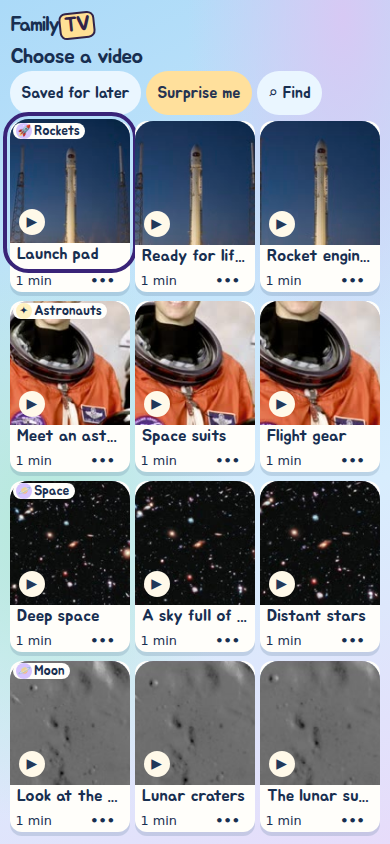 Family TV
Choose a video
Saved for later
Surprise me
Find
Rockets
Launch pad
1 min
Ready for lif...
1 min
Rocket engin...
1 min
Astronauts
Meet an ast...
1 min
Space suits
1 min
Flight gear
1 min
Space
Deep space
1 min
A sky full of ...
1 min
Distant stars
1 min
Moon
Look at the ...
1 min
Lunar craters
1 min
The lunar su...
1 min